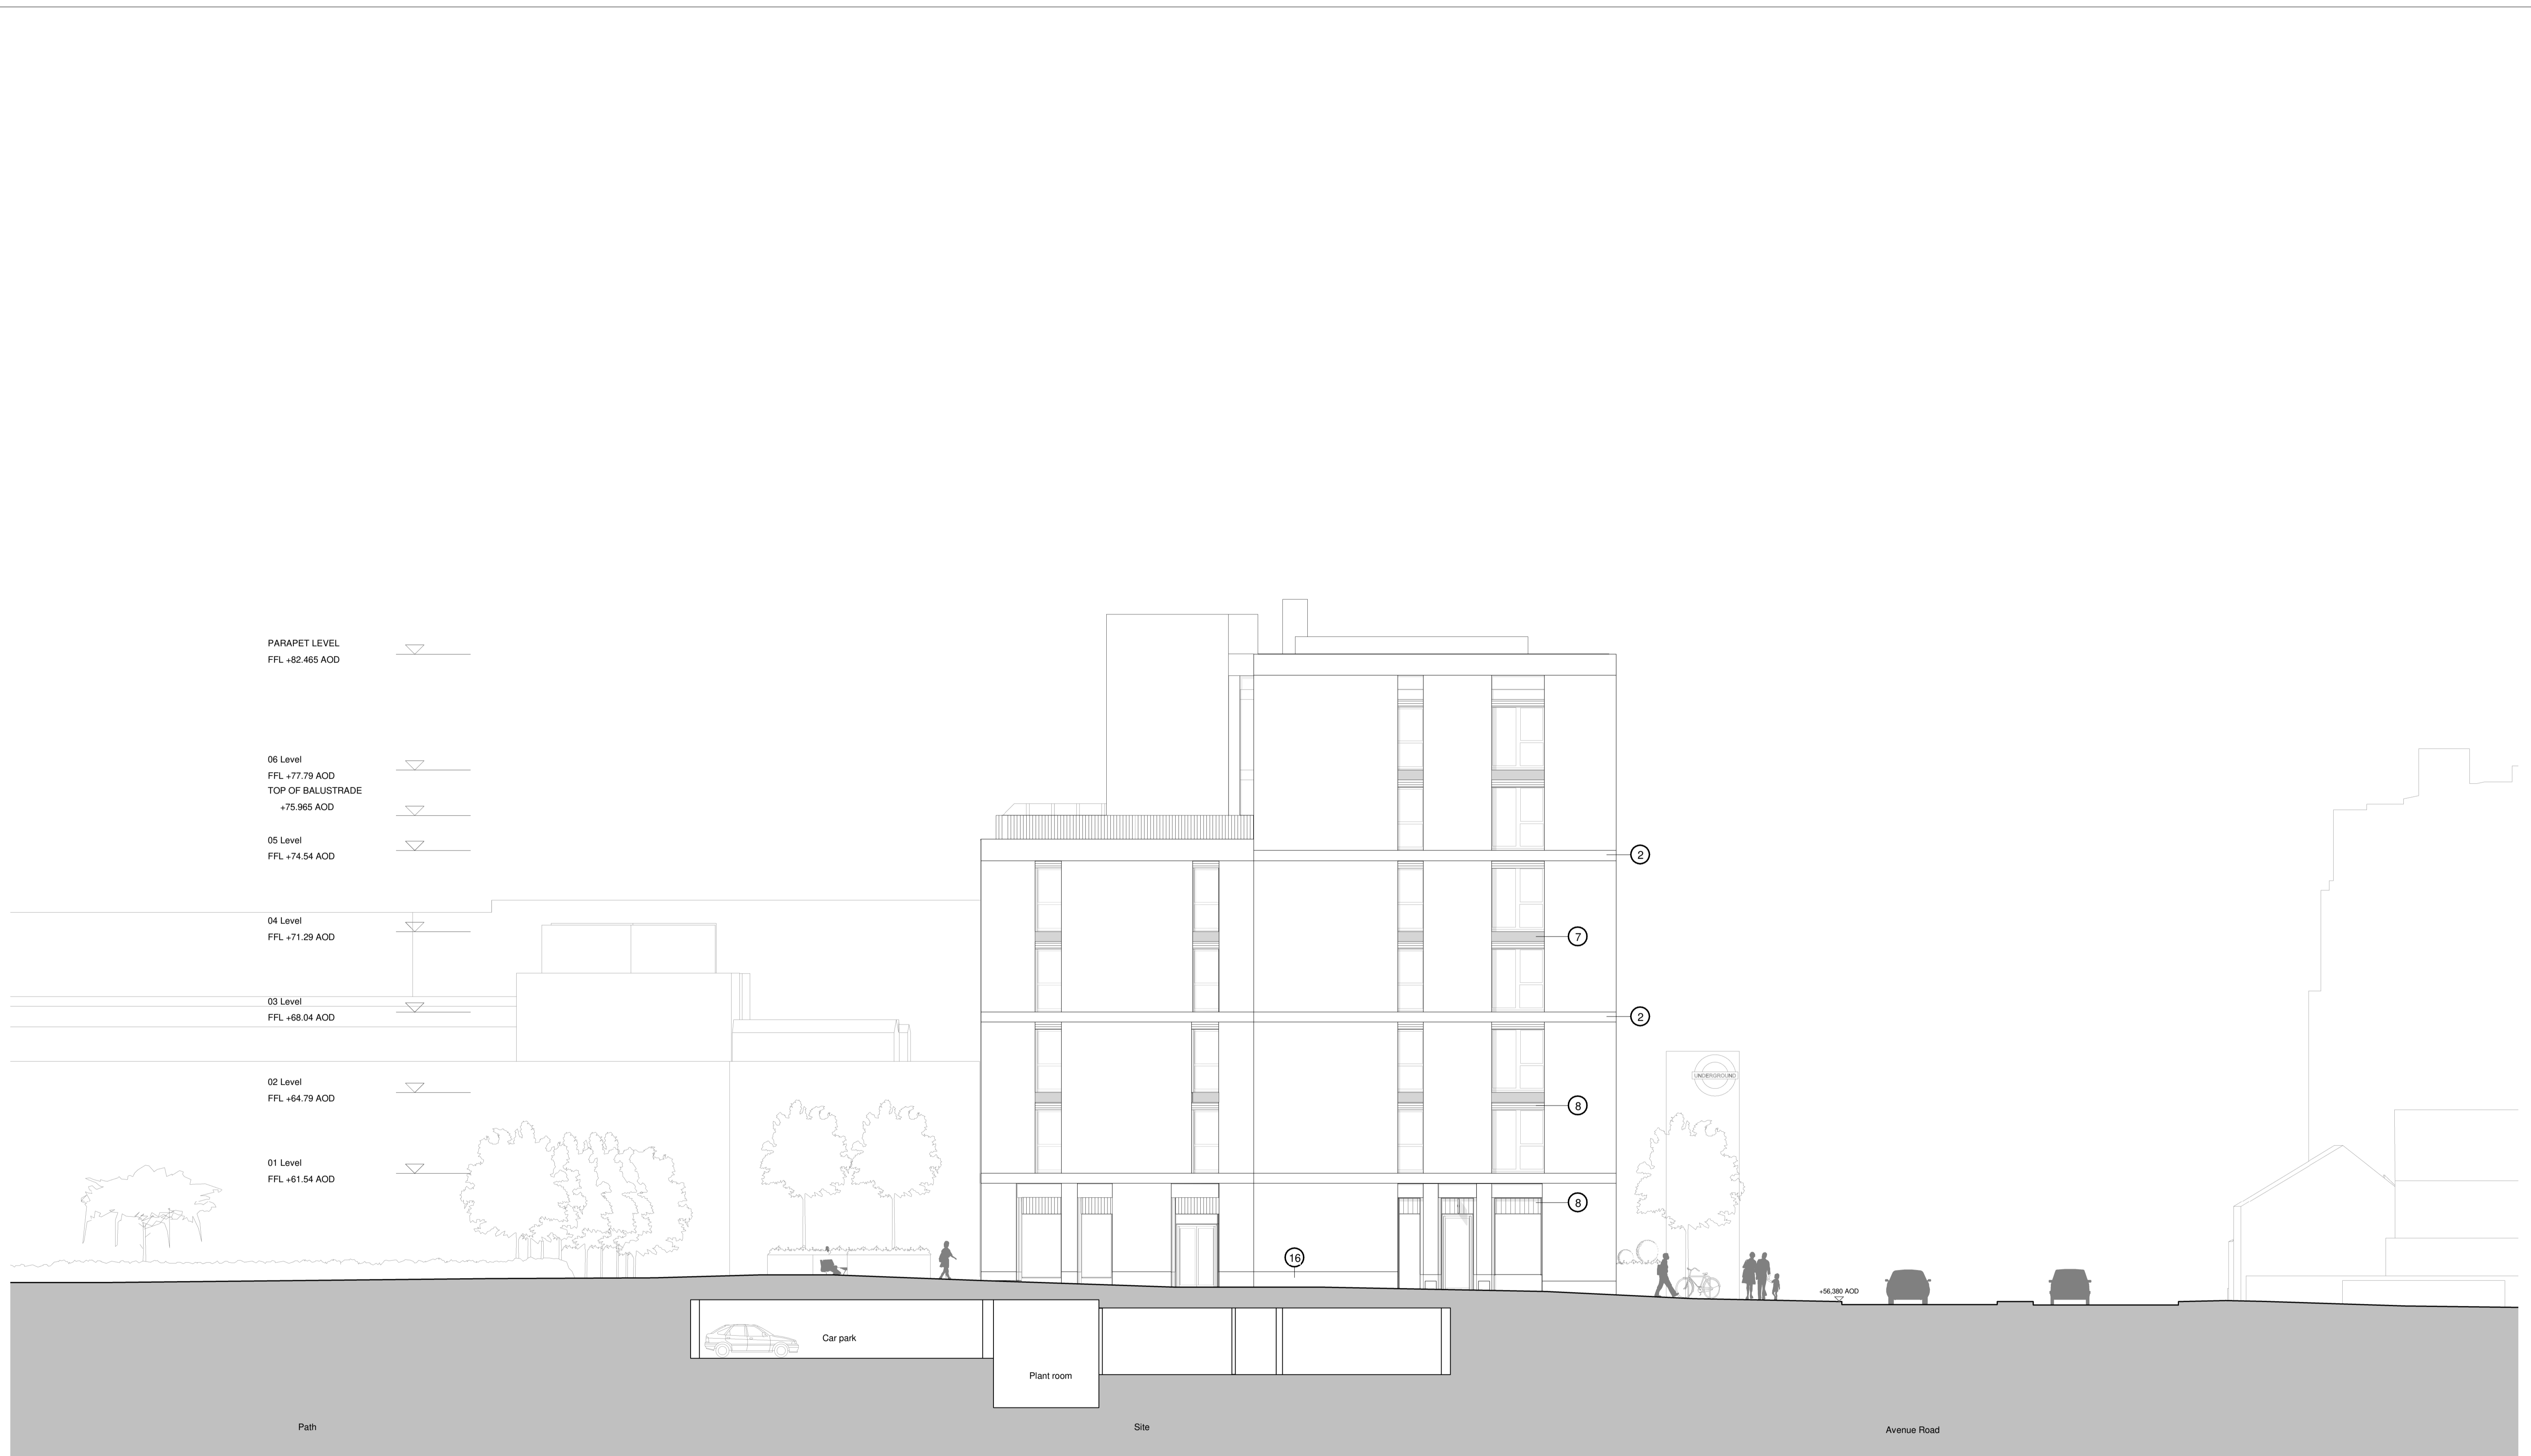 PARAPET LEVEL
FFL +82.465 AOD
06 Level
FFL +77.79 AOD
TOP OF BALUSTRADE
+75.965 AOD
05 Level
FFL +74.54 AOD
2
04 Level
FFL +71.29 AOD
7
03 Level
FFL +68.04 AOD
2
UNDERGROUND
02 Level
FFL +64.79 AOD
8
01 Level
FFL +61.54 AOD
8
16
+56,380 AOD
Car park
Plant room
Path
Site
Avenue Road